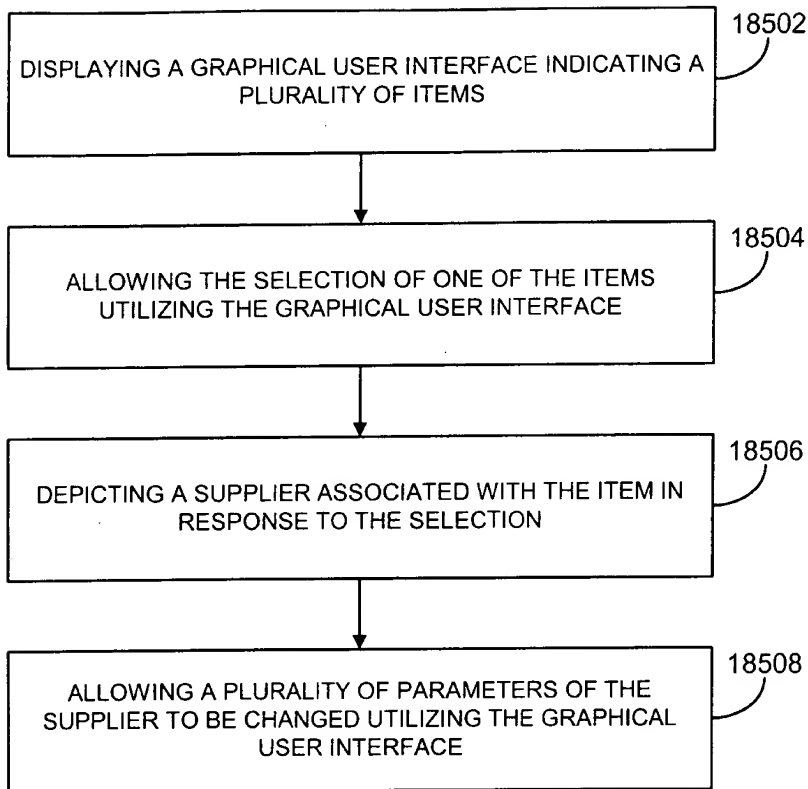 18502
DISPLAYING A GRAPHICAL USER INTERFACE INDICATING A
PLURALITY OF ITEMS
18504
ALLOWING THE SELECTION OF ONE OF THE ITEMS
UTILIZING THE GRAPHICAL USER INTERFACE
18506
DEPICTING A SUPPLIER ASSOCIATED WITH THE ITEM IN
RESPONSE TO THE SELECTION
18508
ALLOWING A PLURALITY OF PARAMETERS OF THE
SUPPLIER TO BE CHANGED UTILIZING THE GRAPHICAL
USER INTERFACE